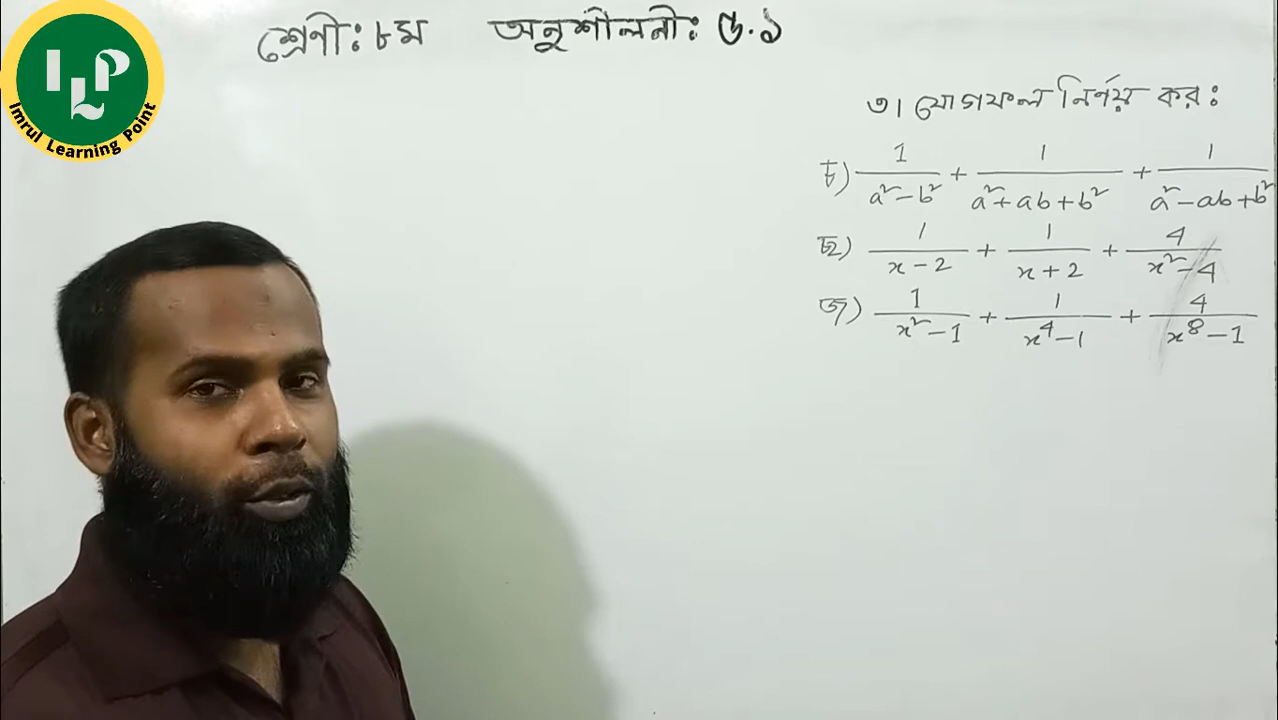 ILP
Imrul Learning Point
শ্রেণী: ৮ম অনুশীলনী: ৫.১
৩। যোগফল নির্ণয় কর:
চ) 1/(a²-b²) + 1/(a²+ab+b²) + 1/(a²-ab+b²)
ছ) 1/(x-2) + 1/(x+2) + 4/(x²-4)
জ) 1/(x²-1) + 1/(x⁴-1) + 4/(x⁸-1)